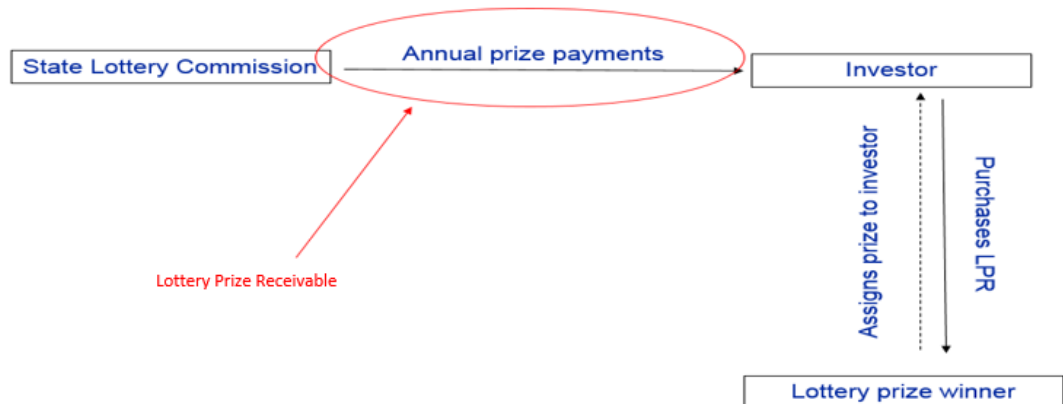 Annual prize payments
State Lottery Commission
Investor
Assigns prize to investor
Purchases LPR
Lottery Prize Receivable
Lottery prize winner